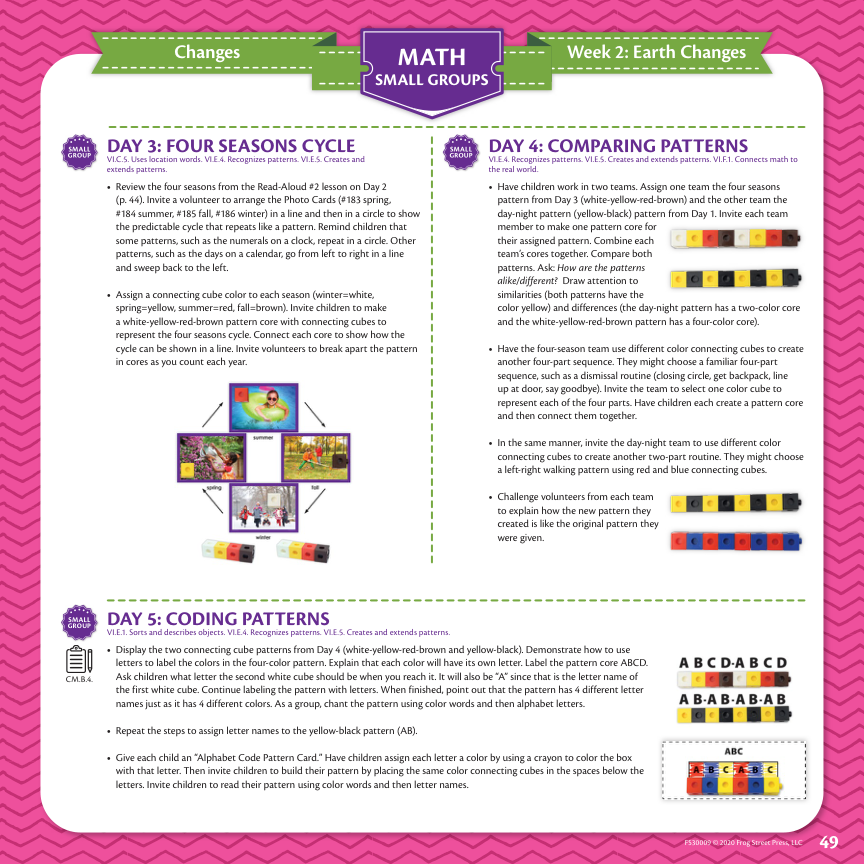 Changes
MATH
SMALL GROUPS
Week 2: Earth Changes
SMALL
GROUP
DAY 3: FOUR SEASONS CYCLE
VI.C.5. Uses location words. VI.E.4. Recognizes patterns. VI.E.5. Creates and
extends patterns.
• Review the four seasons from the Read-Aloud #2 lesson on Day 2
(p. 44). Invite a volunteer to arrange the Photo Cards (#183 spring,
#184 summer, #185 fall, #186 winter) in a line and then in a circle to show
the predictable cycle that repeats like a pattern. Remind children that
some patterns, such as the numerals on a clock, repeat in a circle. Other
patterns, such as the days on a calendar, go from left to right in a line
and sweep back to the left.
• Assign a connecting cube color to each season (winter=white,
spring=yellow, summer=red, fall=brown). Invite children to make
a white-yellow-red-brown pattern core with connecting cubes to
represent the four seasons cycle. Connect each core to show how the
cycle can be shown in a line. Invite volunteers to break apart the pattern
in cores as you count each year.
summer
spring
fall
winter
SMALL
GROUP
DAY 4: COMPARING PATTERNS
VI.E.4. Recognizes patterns. VI.E.5. Creates and extends patterns. VI.F.1. Connects math to
the real world.
• Have children work in two teams. Assign one team the four seasons
pattern from Day 3 (white-yellow-red-brown) and the other team the
day-night pattern (yellow-black) pattern from Day 1. Invite each team
member to make one pattern core for
their assigned pattern. Combine each
team's cores together. Compare both
patterns. Ask: How are the patterns
alike/different? Draw attention to
similarities (both patterns have the
color yellow) and differences (the day-night pattern has a two-color core
and the white-yellow-red-brown pattern has a four-color core).
• Have the four-season team use different color connecting cubes to create
another four-part sequence. They might choose a familiar four-part
sequence, such as a dismissal routine (closing circle, get backpack, line
up at door, say goodbye). Invite the team to select one color cube to
represent each of the four parts. Have children each create a pattern core
and then connect them together.
• In the same manner, invite the day-night team to use different color
connecting cubes to create another two-part routine. They might choose
a left-right walking pattern using red and blue connecting cubes.
• Challenge volunteers from each team
to explain how the new pattern they
created is like the original pattern they
were given.
SMALL
GROUP
C.M.B.4.
DAY 5: CODING PATTERNS
VI.E.1. Sorts and describes objects. VI.E.4. Recognizes patterns. VI.E.5. Creates and extends patterns.
• Display the two connecting cube patterns from Day 4 (white-yellow-red-brown and yellow-black). Demonstrate how to use
letters to label the colors in the four-color pattern. Explain that each color will have its own letter. Label the pattern core ABCD.
Ask children what letter the second white cube should be when you reach it. It will also be "A" since that is the letter name of
the first white cube. Continue labeling the pattern with letters. When finished, point out that the pattern has 4 different letter
names just as it has 4 different colors. As a group, chant the pattern using color words and then alphabet letters.
• Repeat the steps to assign letter names to the yellow-black pattern (AB).
• Give each child an "Alphabet Code Pattern Card." Have children assign each letter a color by using a crayon to color the box
with that letter. Then invite children to build their pattern by placing the same color connecting cubes in the spaces below the
letters. Invite children to read their pattern using color words and then letter names.
A B C D-A B C D
A B-A B-A B-A B
ABC
A B C A B C
FS30009 © 2020 Frog Street Press, LLC
49